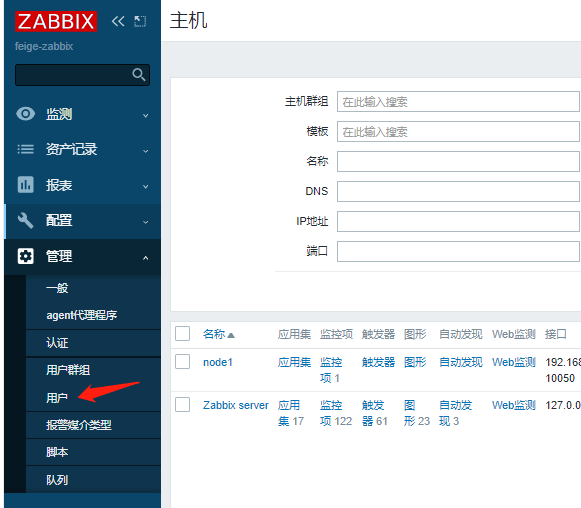 ZABBIX
feige-zabbix
监测
资产记录
报表
配置
管理
一般
agent代理程序
认证
用户群组
用户
报警媒介类型
脚本
队列
主机
主机群组 在此输入搜索
模板 在此输入搜索
名称
DNS
IP地址
端口
名称 应用集 监控项 触发器 图形 自动发现 Web监测 接口
node1 应用集 监控 触发器 图形 自动发现 Web监测 192.168
项 1 10050
Zabbix server 应用 监控 触发 图 自动发 Web监测 127.0.0
集 17 项 122 器 61 形 23 现 3